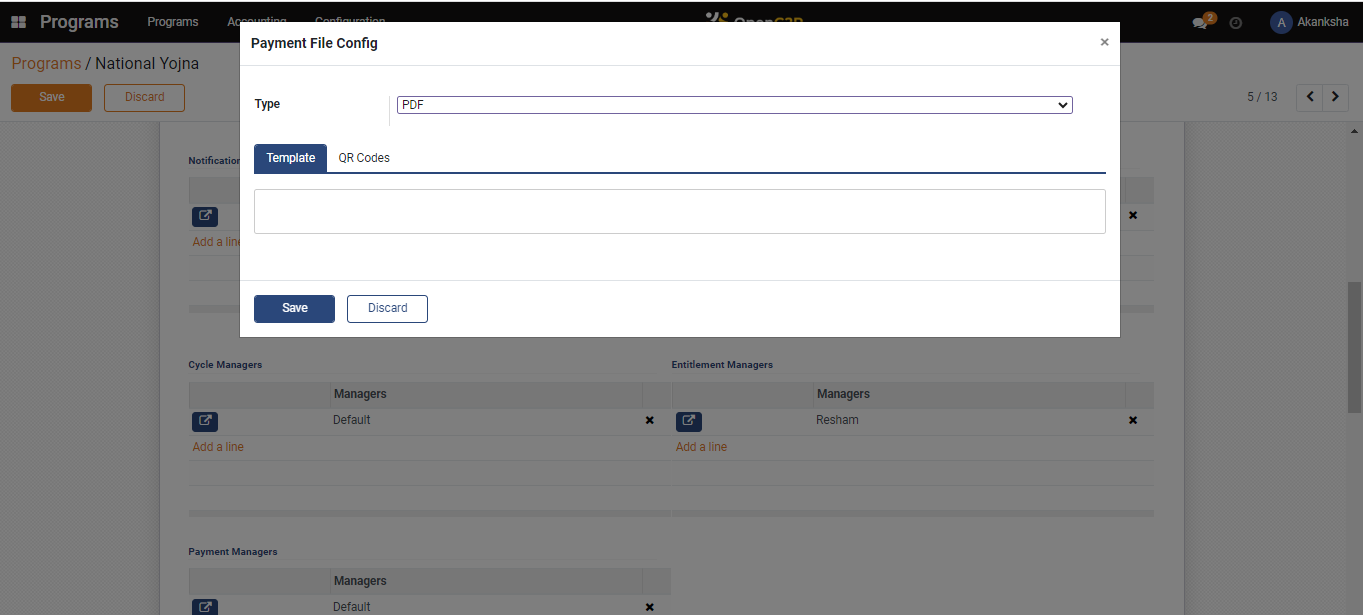 Programs
Programs
Accounting
Configuration
OpenG2P
2
A
Akanksha
Programs / National Yojna
Save
Discard
5 / 13
Payment File Config
×
Type
PDF
Template
QR Codes
Save
Discard
Notification
Add a line
Cycle Managers
Managers
Default
Add a line
Entitlement Managers
Managers
Resham
Add a line
Payment Managers
Managers
Default